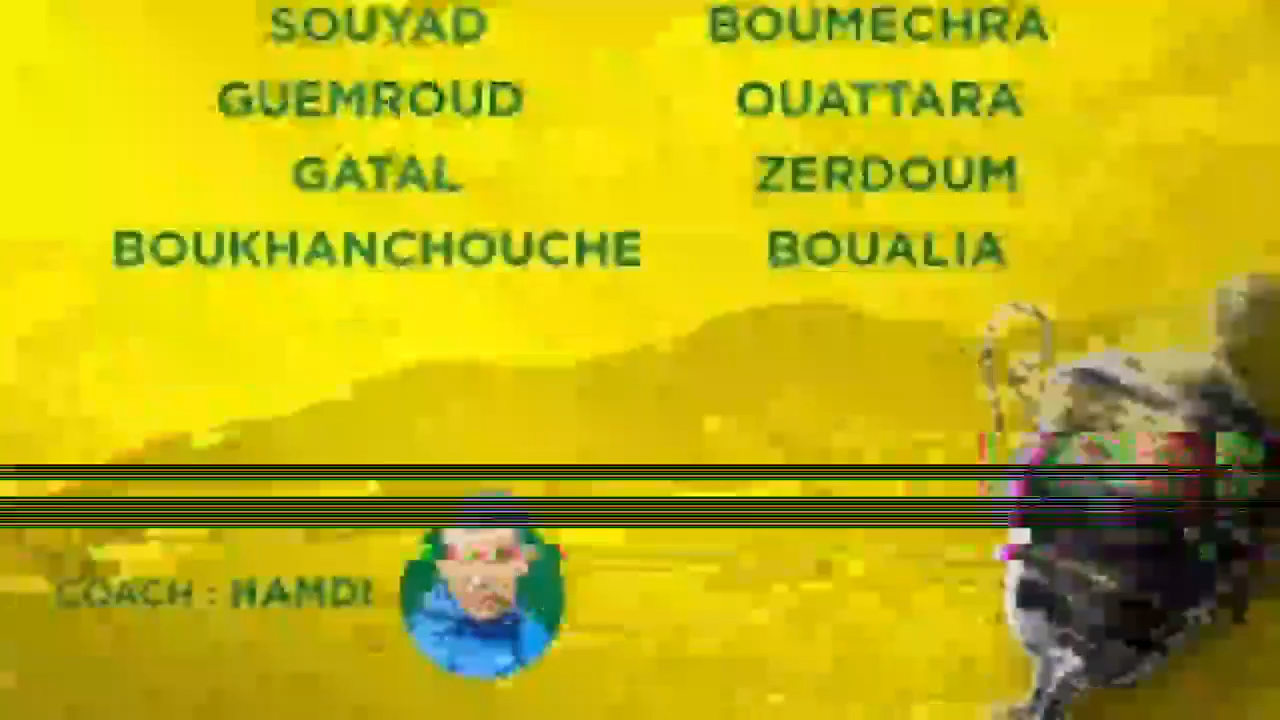 SOUYAD BOUMECHRA
GUEMROUD OUATTARA
GATAL ZERDOUM
BOUKHANCHOUCHE BOUALIA
COACH : HAMDI